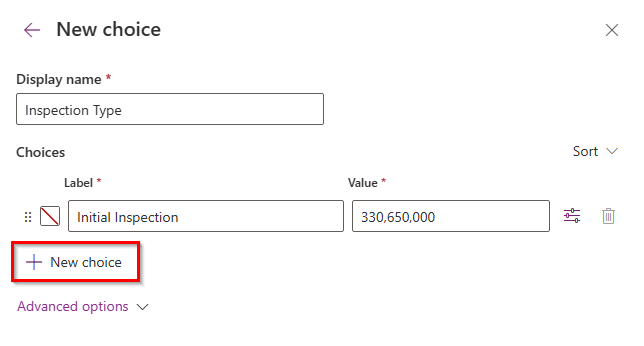 New choice
Display name *
Inspection Type
Choices
Sort
Label * Value *
Initial Inspection 330,650,000
New choice
Advanced options